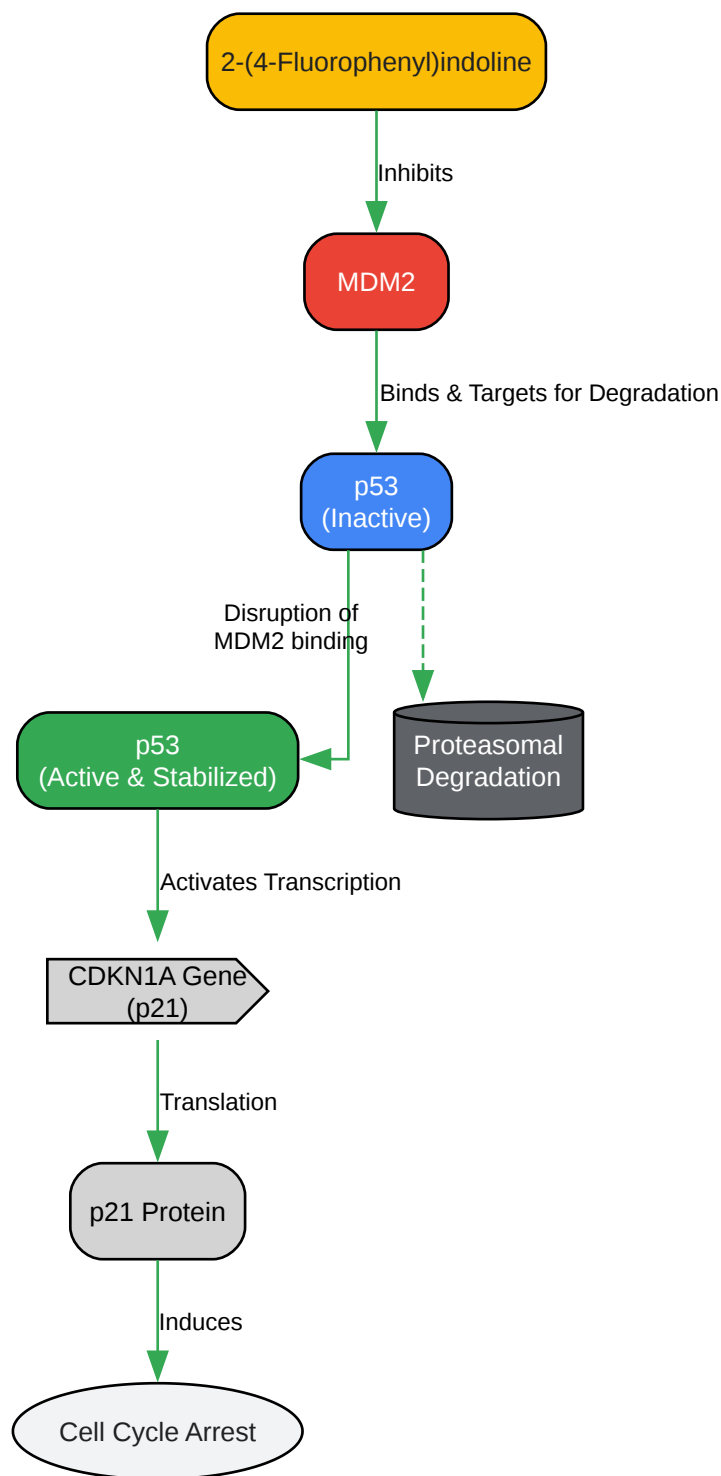 2-(4-Fluorophenyl)indoline
Inhibits
MDM2
Binds & Targets for Degradation
p53
(Inactive)
Disruption of
MDM2 binding
p53
(Active & Stabilized)
Proteasomal
Degradation
Activates Transcription
CDKN1A Gene
(p21)
Translation
p21 Protein
Induces
Cell Cycle Arrest